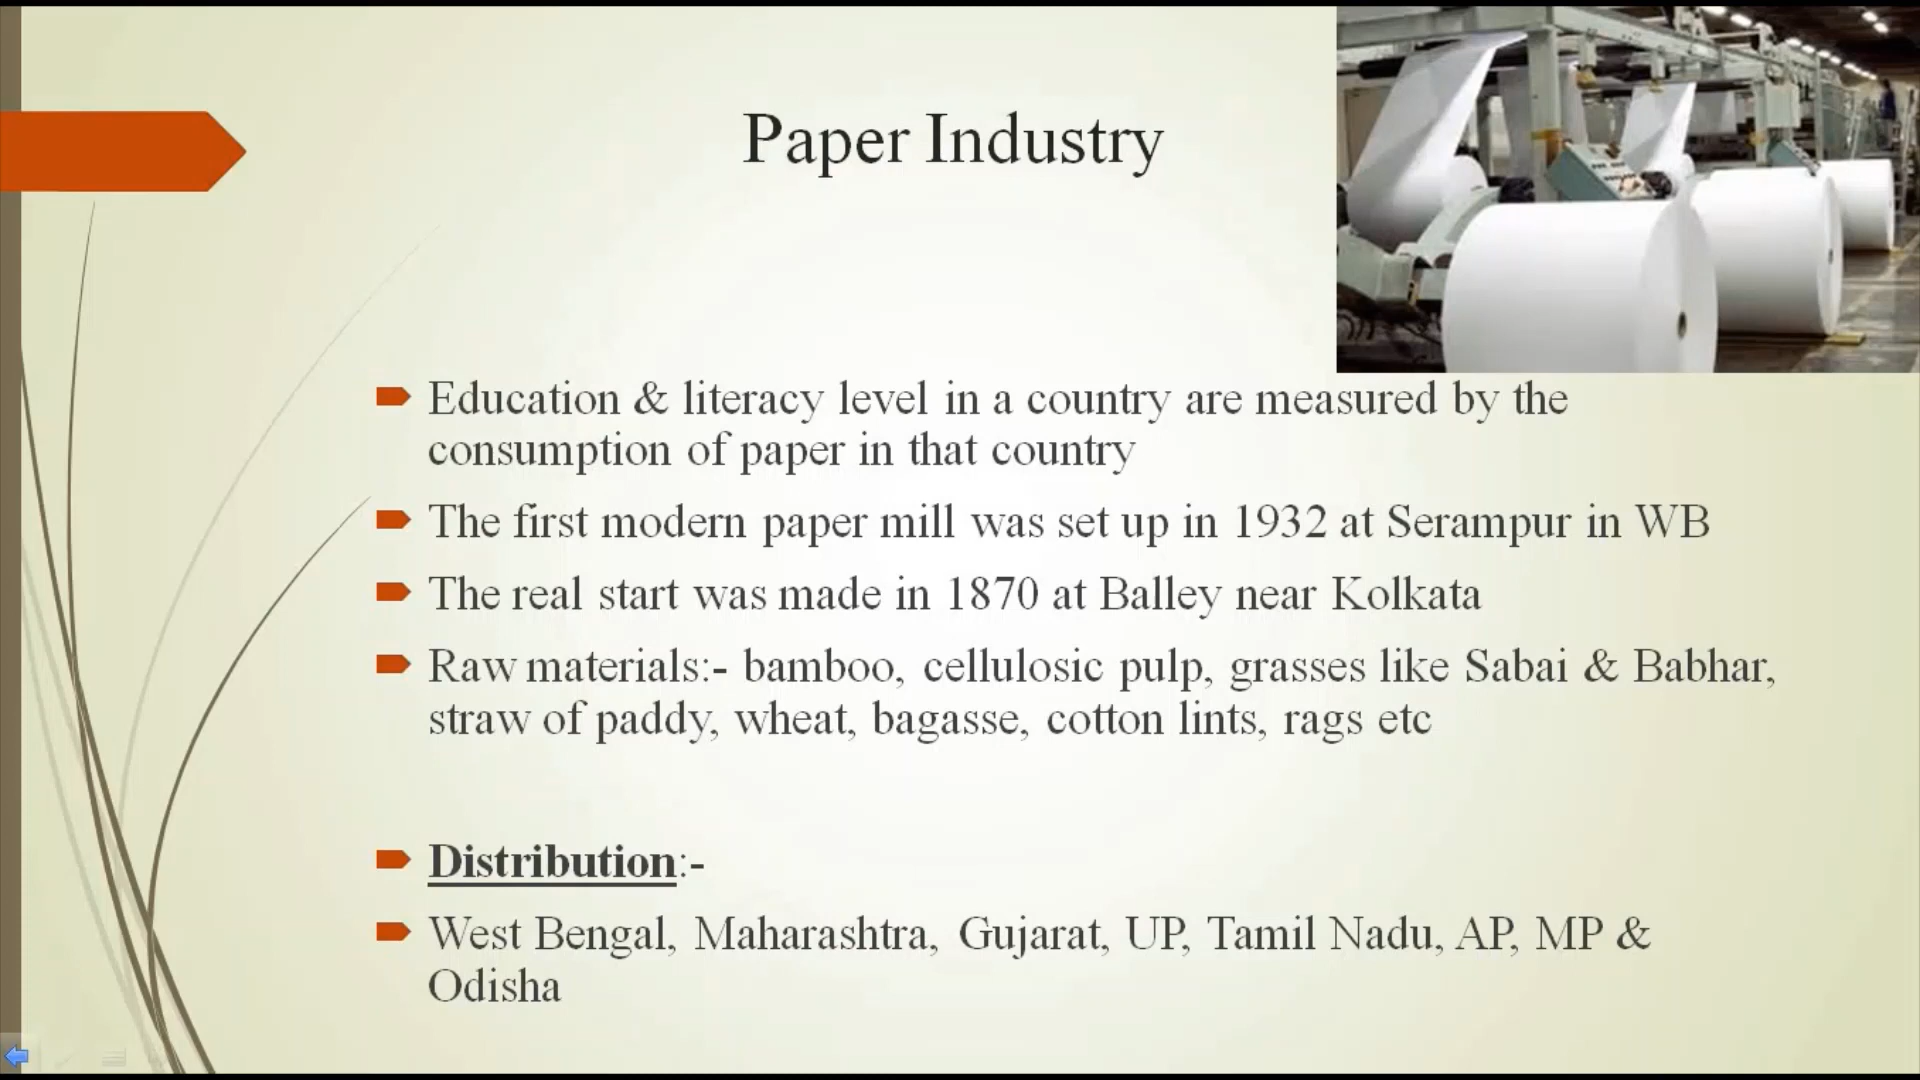 Paper Industry
Education & literacy level in a country are measured by the
consumption of paper in that country
The first modern paper mill was set up in 1932 at Serampur in WB
The real start was made in 1870 at Balley near Kolkata
Raw materials:- bamboo, cellulosic pulp, grasses like Sabai & Babhar,
straw of paddy, wheat, bagasse, cotton lints, rags etc
Distribution:-
West Bengal, Maharashtra, Gujarat, UP, Tamil Nadu, AP, MP &
Odisha